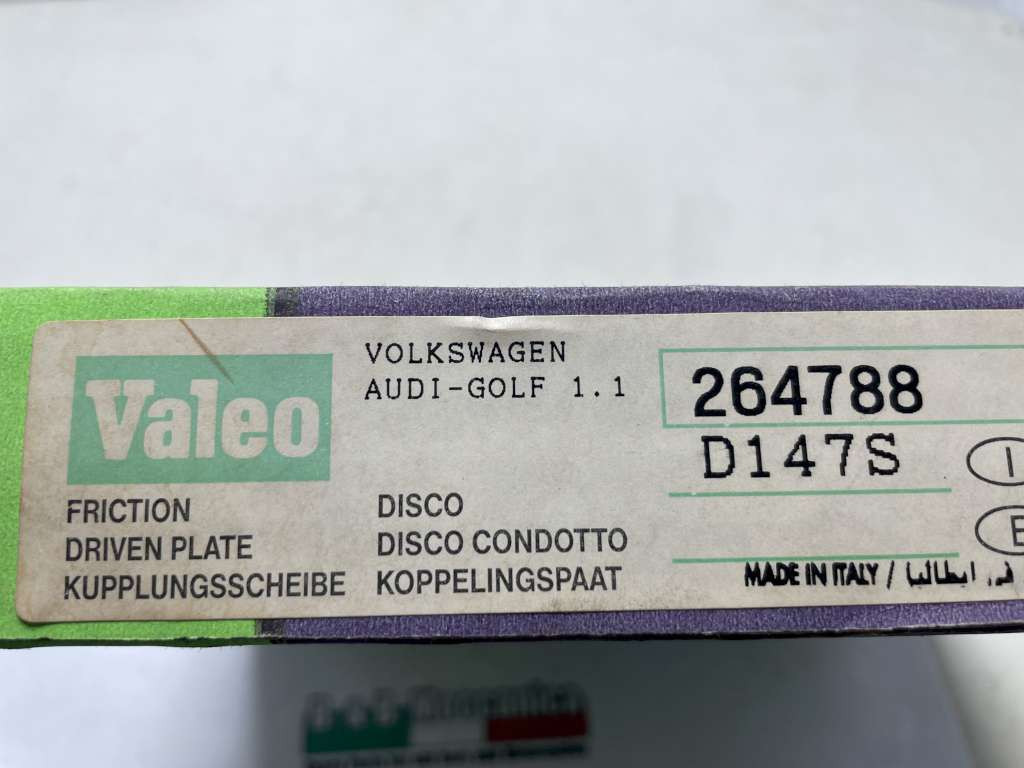 Valeo
VOLKSWAGEN
AUDI-GOLF 1.1
264788
D147S
I
E
FRICTION
DRIVEN PLATE
KUPPLUNGSSCHEIBE
DISCO
DISCO CONDOTTO
KOPPELINGSPAAT
MADE IN ITALY /